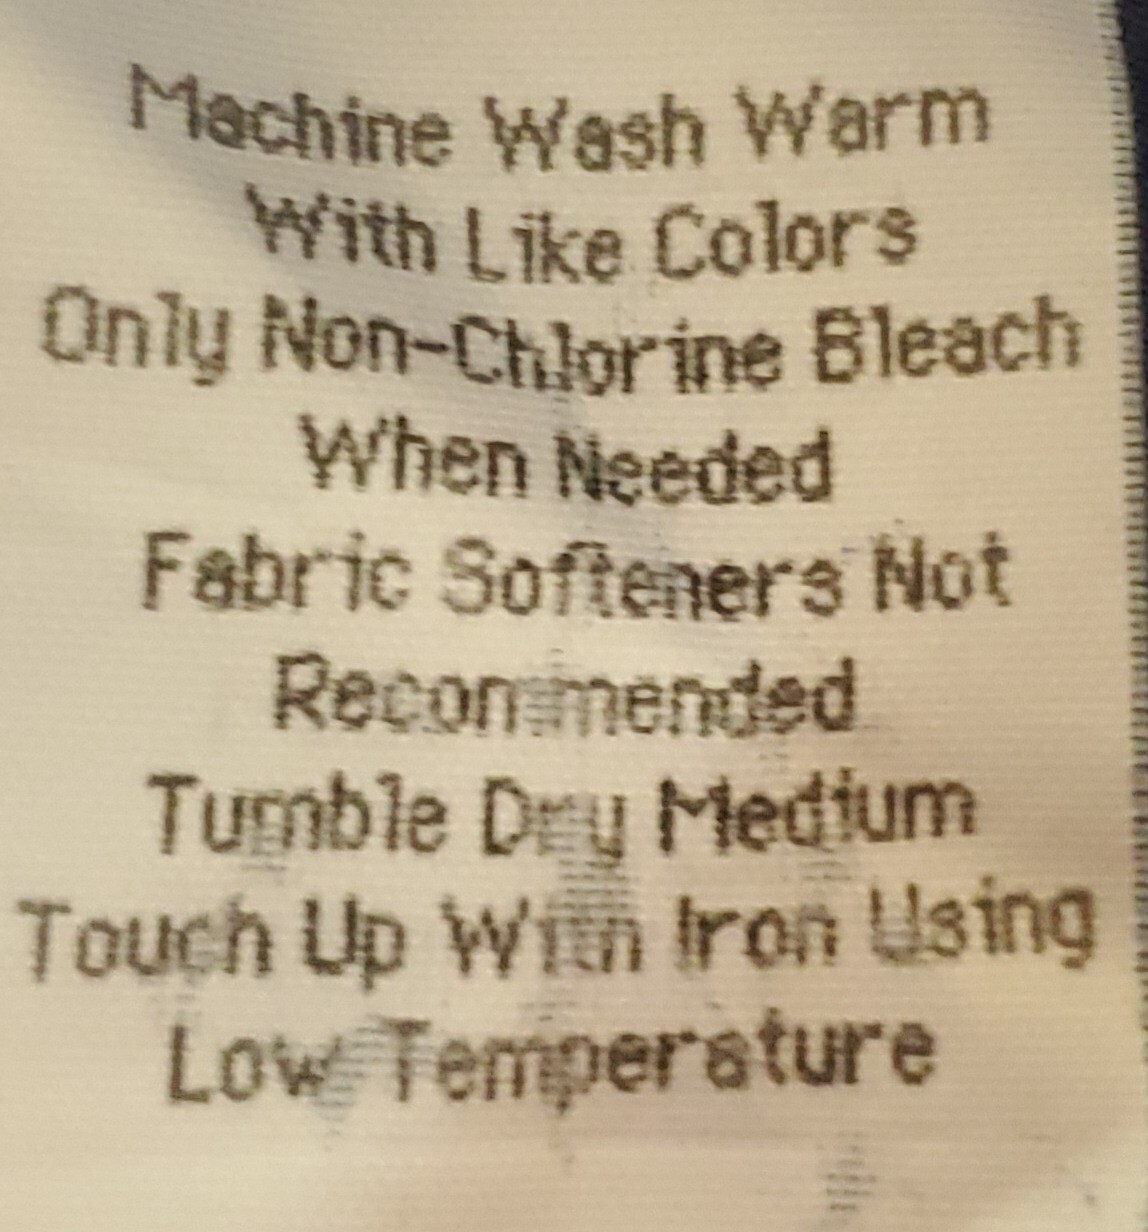 Machine Wash Warm
With Like Colors
Only Non-Chlorine Bleach
When Needed
Fabric Softeners Not
Recommended
Tumble Dry Medium
Touch Up With Iron Using
Low Temperature